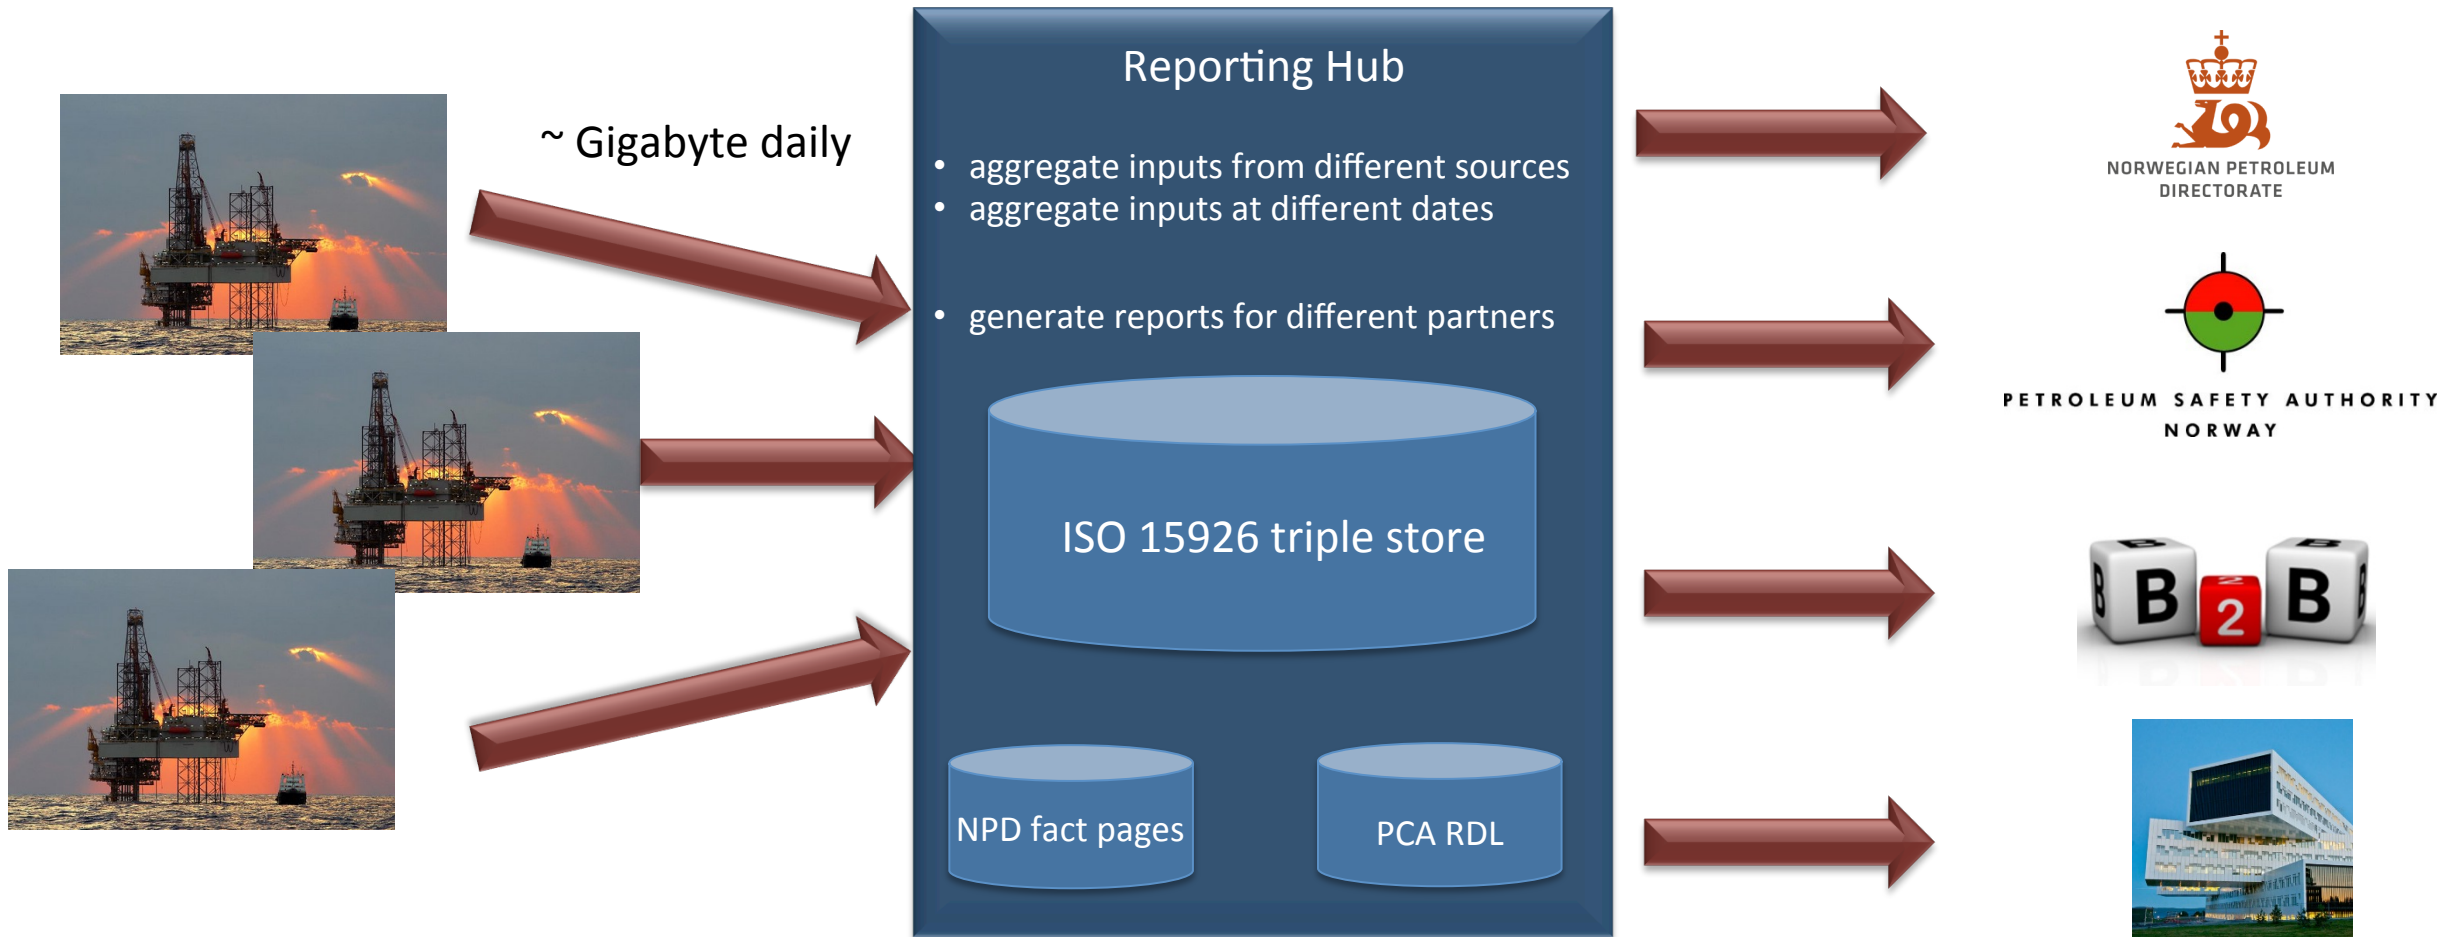 Reporting Hub
~ Gigabyte daily
• aggregate inputs from different sources
• aggregate inputs at different dates
• generate reports for different partners
ISO 15926 triple store
NPD fact pages
PCA RDL
NORWEGIAN PETROLEUM
DIRECTORATE
PETROLEUM SAFETY AUTHORITY
NORWAY
B 2 B